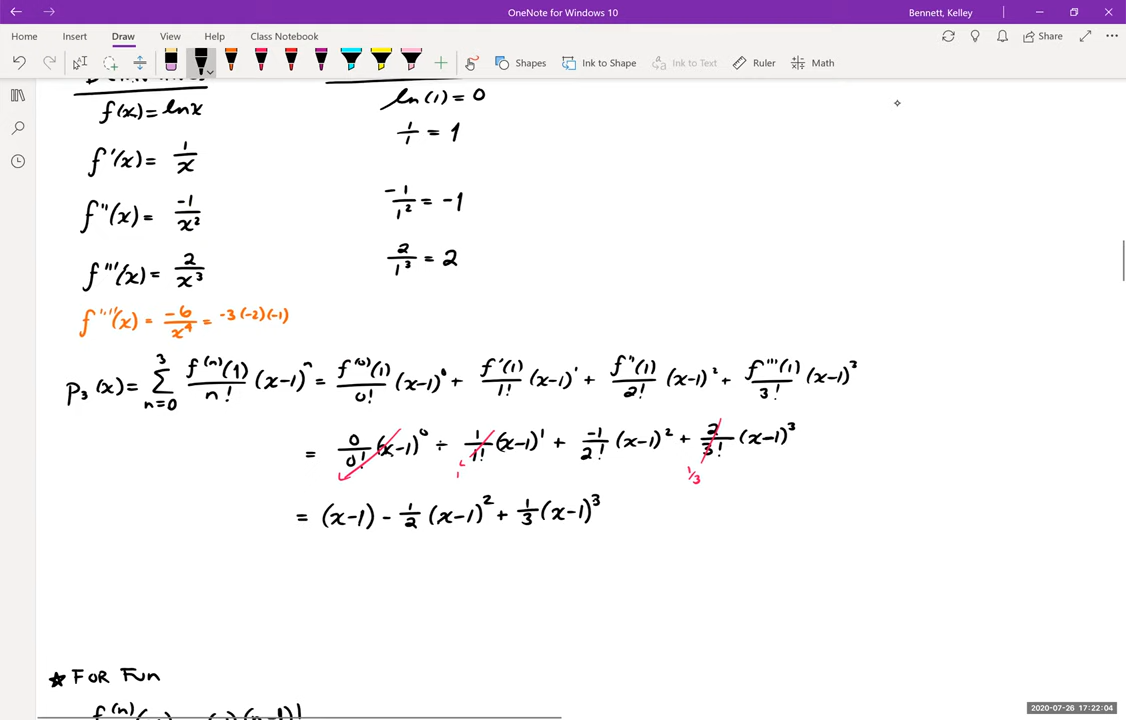 OneNote for Windows 10
Bennett, Kelley
Home Insert Draw View Help Class Notebook
Share
Shapes Ink to Shape Ink to Text Ruler Math
f(x) = ln x
ln(1) = 0
f'(x) = 1/x
1/1 = 1
f''(x) = -1/x²
-1/1² = -1
f'''(x) = 2/x³
2/1³ = 2
f''''(x) = -6/x⁴ = -3(-2)(-1)
p₃(x) = 3 Σ n=0 f⁽ⁿ⁾(1)/n! (x-1)ⁿ = f⁽⁰⁾(1)/0! (x-1)⁰ + f'(1)/1! (x-1)¹ + f''(1)/2! (x-1)² + f'''(1)/3! (x-1)³
= 0/0! (x-1)⁰ + 1/1! (x-1)¹ + -1/2! (x-1)² + 2/3! (x-1)³
1 1/3
= (x-1) - 1/2 (x-1)² + 1/3 (x-1)³
★ FOR FUN
2020-07-26 17:22:04